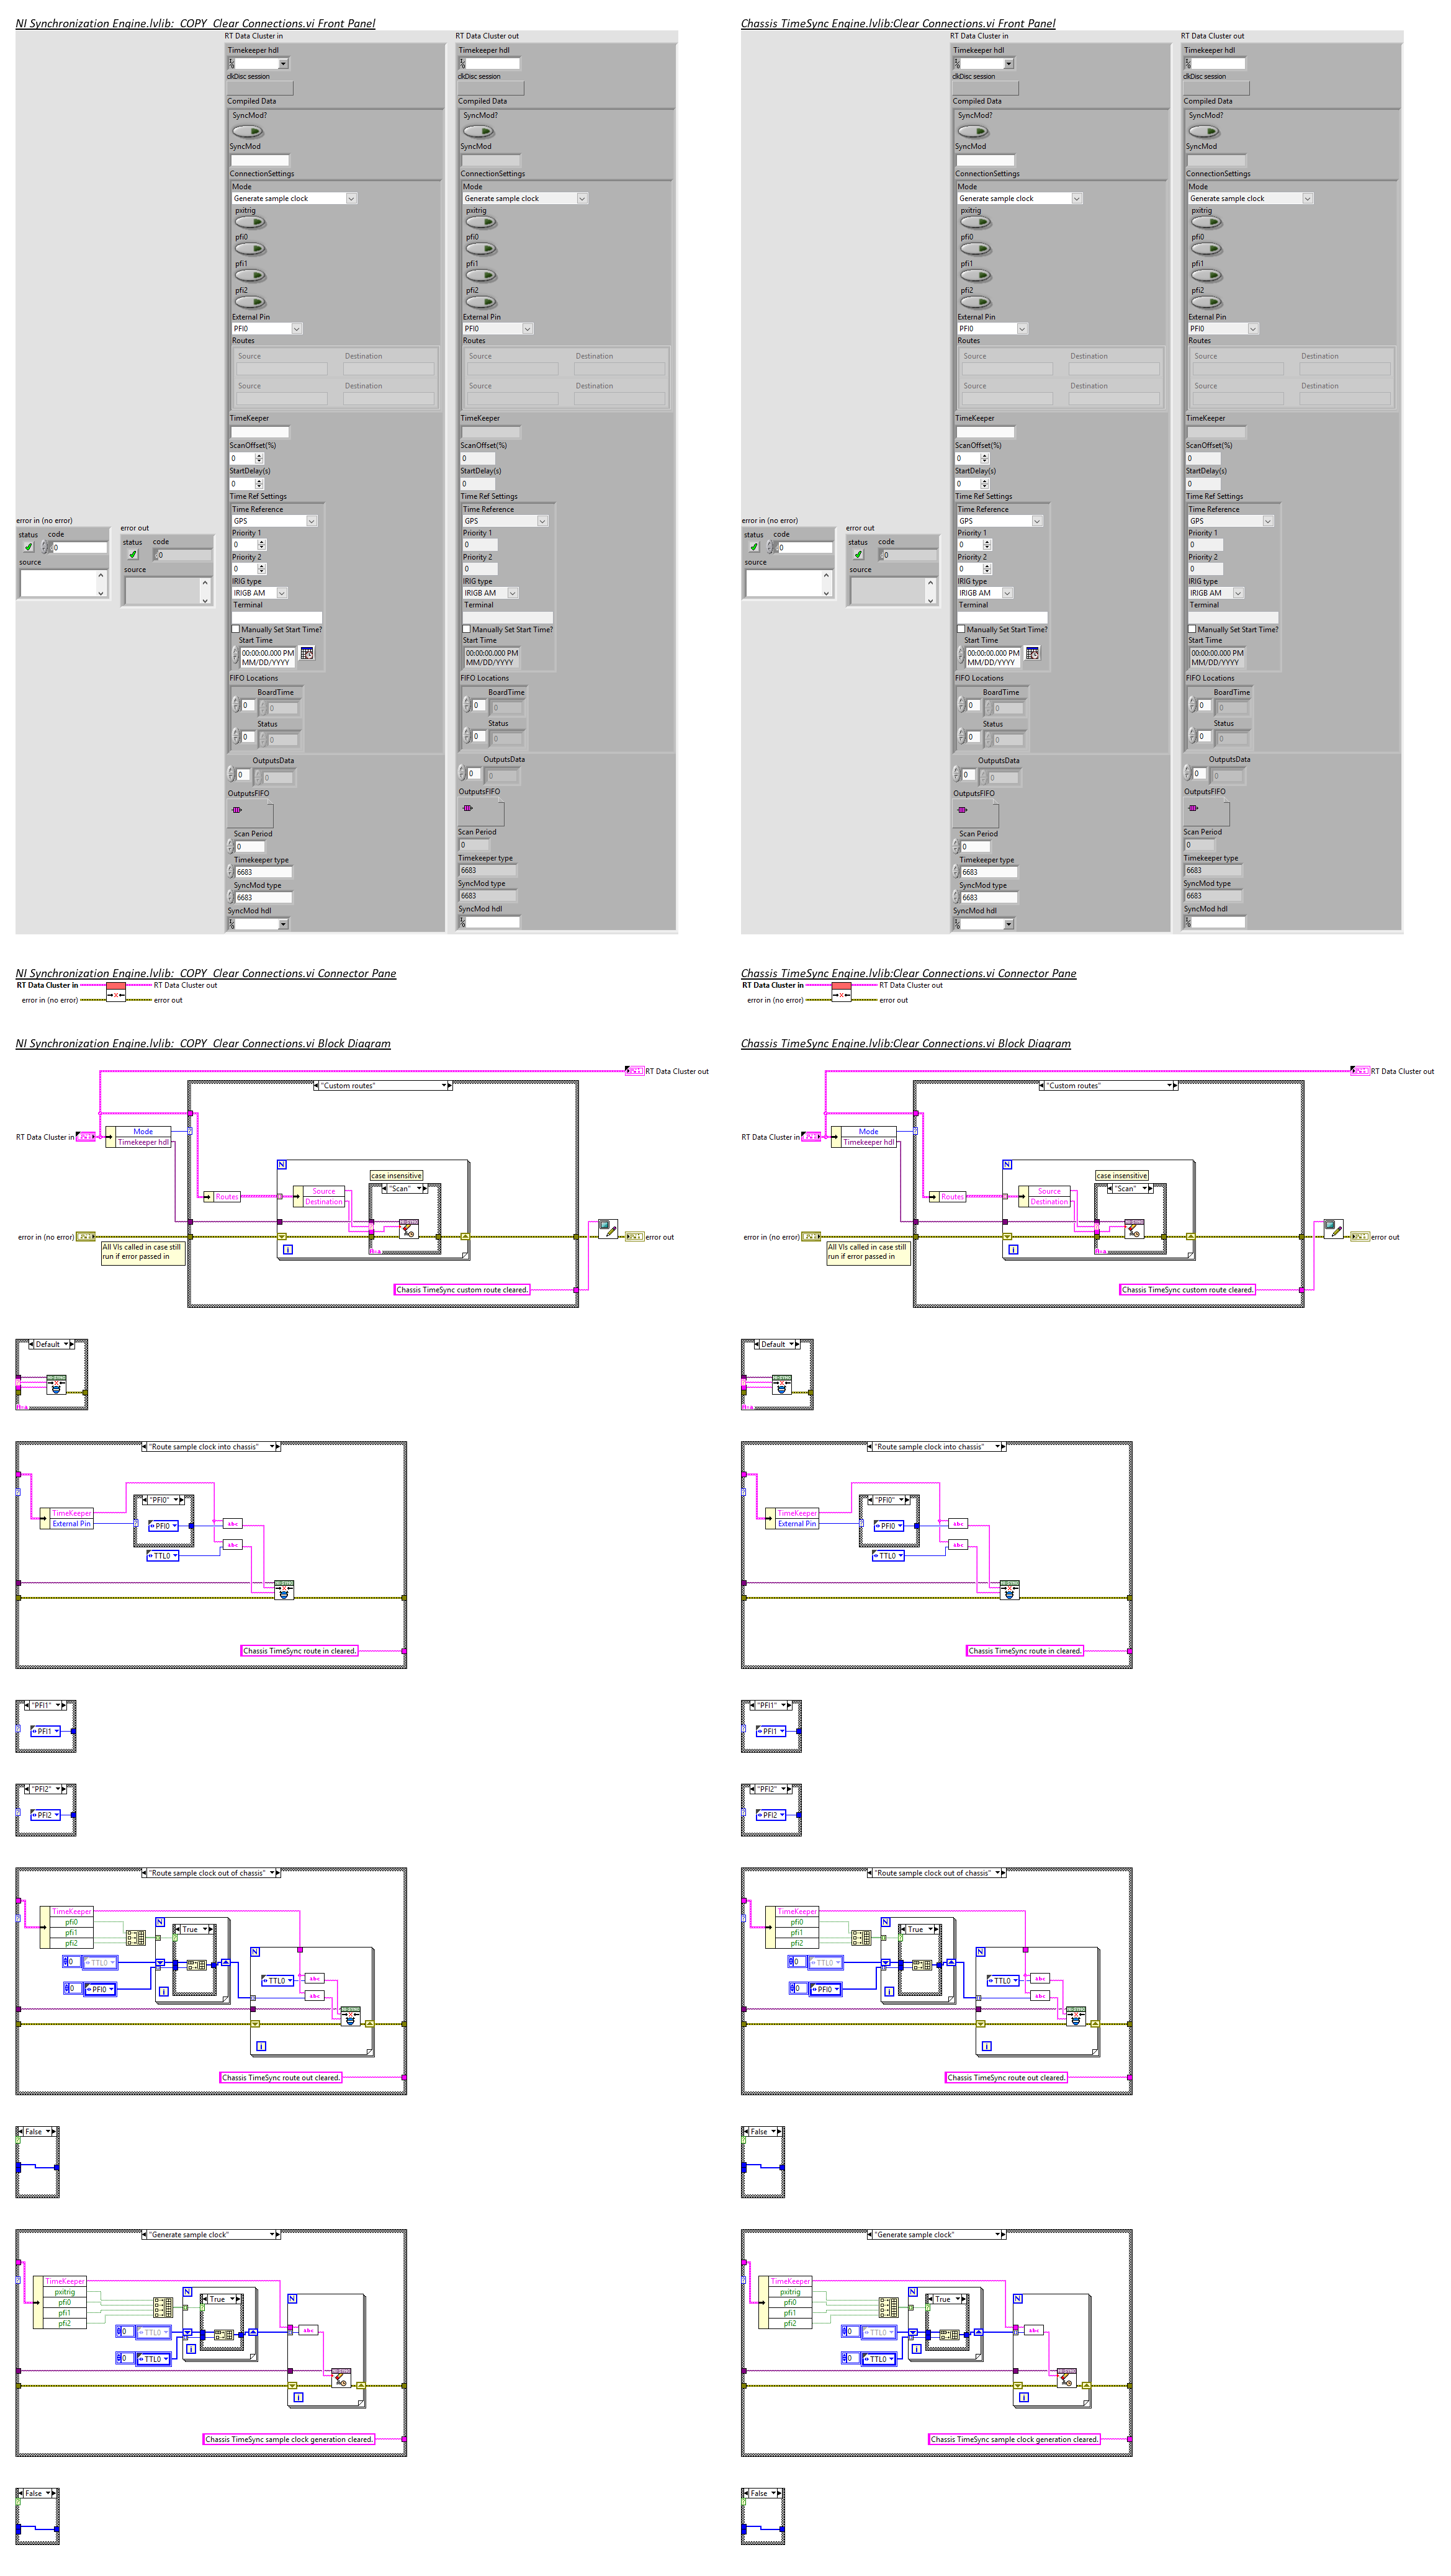 NI Synchronization Engine.lvlib:_COPY_Clear Connections.vi Front Panel
RT Data Cluster in
RT Data Cluster out
Timekeeper hdl
Timekeeper hdl
clkDisc session
clkDisc session
Compiled Data
Compiled Data
SyncMod?
SyncMod?
SyncMod
SyncMod
ConnectionSettings
ConnectionSettings
Mode
Mode
Generate sample clock
Generate sample clock
pxitrig
pxitrig
pfi0
pfi0
pfi1
pfi1
pfi2
pfi2
External Pin
External Pin
PFI0
PFI0
Routes
Routes
Source Destination
Source Destination
Source Destination
Source Destination
TimeKeeper
TimeKeeper
ScanOffset(%)
ScanOffset(%)
0
0
StartDelay(s)
StartDelay(s)
0
0
Time Ref Settings
Time Ref Settings
Time Reference
Time Reference
GPS
GPS
Priority 1
Priority 1
0
0
Priority 2
Priority 2
0
0
IRIG type
IRIG type
IRIGB AM
IRIGB AM
Terminal
Terminal
Manually Set Start Time?
Manually Set Start Time?
Start Time
Start Time
00:00:00.000 PM
MM/DD/YYYY
00:00:00.000 PM
MM/DD/YYYY
FIFO Locations
FIFO Locations
BoardTime
BoardTime
0 0
0 0
Status
Status
0 0
0 0
OutputsData
OutputsData
0 0
0 0
OutputsFIFO
OutputsFIFO
Scan Period
Scan Period
0
0
Timekeeper type
Timekeeper type
6683
6683
SyncMod type
SyncMod type
6683
6683
SyncMod hdl
SyncMod hdl
error in (no error)
status code
0
source
error out
status code
0
source
Chassis TimeSync Engine.lvlib:Clear Connections.vi Front Panel
RT Data Cluster in
RT Data Cluster out
Timekeeper hdl
Timekeeper hdl
clkDisc session
clkDisc session
Compiled Data
Compiled Data
SyncMod?
SyncMod?
SyncMod
SyncMod
ConnectionSettings
ConnectionSettings
Mode
Mode
Generate sample clock
Generate sample clock
pxitrig
pxitrig
pfi0
pfi0
pfi1
pfi1
pfi2
pfi2
External Pin
External Pin
PFI0
PFI0
Routes
Routes
Source Destination
Source Destination
Source Destination
Source Destination
TimeKeeper
TimeKeeper
ScanOffset(%)
ScanOffset(%)
0
0
StartDelay(s)
StartDelay(s)
0
0
Time Ref Settings
Time Ref Settings
Time Reference
Time Reference
GPS
GPS
Priority 1
Priority 1
0
0
Priority 2
Priority 2
0
0
IRIG type
IRIG type
IRIGB AM
IRIGB AM
Terminal
Terminal
Manually Set Start Time?
Manually Set Start Time?
Start Time
Start Time
00:00:00.000 PM
MM/DD/YYYY
00:00:00.000 PM
MM/DD/YYYY
FIFO Locations
FIFO Locations
BoardTime
BoardTime
0 0
0 0
Status
Status
0 0
0 0
OutputsData
OutputsData
0 0
0 0
OutputsFIFO
OutputsFIFO
Scan Period
Scan Period
0
0
Timekeeper type
Timekeeper type
6683
6683
SyncMod type
SyncMod type
6683
6683
SyncMod hdl
SyncMod hdl
error in (no error)
status code
0
source
error out
status code
0
source
NI Synchronization Engine.lvlib:_COPY_Clear Connections.vi Connector Pane
RT Data Cluster in RT Data Cluster out
error in (no error) error out
Chassis TimeSync Engine.lvlib:Clear Connections.vi Connector Pane
RT Data Cluster in RT Data Cluster out
error in (no error) error out
NI Synchronization Engine.lvlib:_COPY_Clear Connections.vi Block Diagram
RT Data Cluster out
"Custom routes"
RT Data Cluster in
Mode
Timekeeper hdl
N
case insensitive
"Scan"
Routes
Source
Destination
error in (no error)
All VIs called in case still
run if error passed in
i
error out
Chassis TimeSync custom route cleared.
Default
"Route sample clock into chassis"
TimeKeeper
External Pin
"PFI0"
PFI0
abc
abc
TTL0
Chassis TimeSync route in cleared.
"PFI1"
PFI1
"PFI2"
PFI2
"Route sample clock out of chassis"
TimeKeeper
pfi0
pfi1
pfi2
N
True
N
0 TTL0
0 PFI0
i
TTL0
abc
abc
i
Chassis TimeSync route out cleared.
False
"Generate sample clock"
TimeKeeper
pxitrig
pfi0
pfi1
pfi2
N
True
N
0 TTL0
0 TTL0
i
abc
i
Chassis TimeSync sample clock generation cleared.
False
Chassis TimeSync Engine.lvlib:Clear Connections.vi Block Diagram
RT Data Cluster out
"Custom routes"
RT Data Cluster in
Mode
Timekeeper hdl
N
case insensitive
"Scan"
Routes
Source
Destination
error in (no error)
All VIs called in case still
run if error passed in
i
error out
Chassis TimeSync custom route cleared.
Default
"Route sample clock into chassis"
TimeKeeper
External Pin
"PFI0"
PFI0
abc
abc
TTL0
Chassis TimeSync route in cleared.
"PFI1"
PFI1
"PFI2"
PFI2
"Route sample clock out of chassis"
TimeKeeper
pfi0
pfi1
pfi2
N
True
N
0 TTL0
0 PFI0
i
TTL0
abc
abc
i
Chassis TimeSync route out cleared.
False
"Generate sample clock"
TimeKeeper
pxitrig
pfi0
pfi1
pfi2
N
True
N
0 TTL0
0 TTL0
i
abc
i
Chassis TimeSync sample clock generation cleared.
False